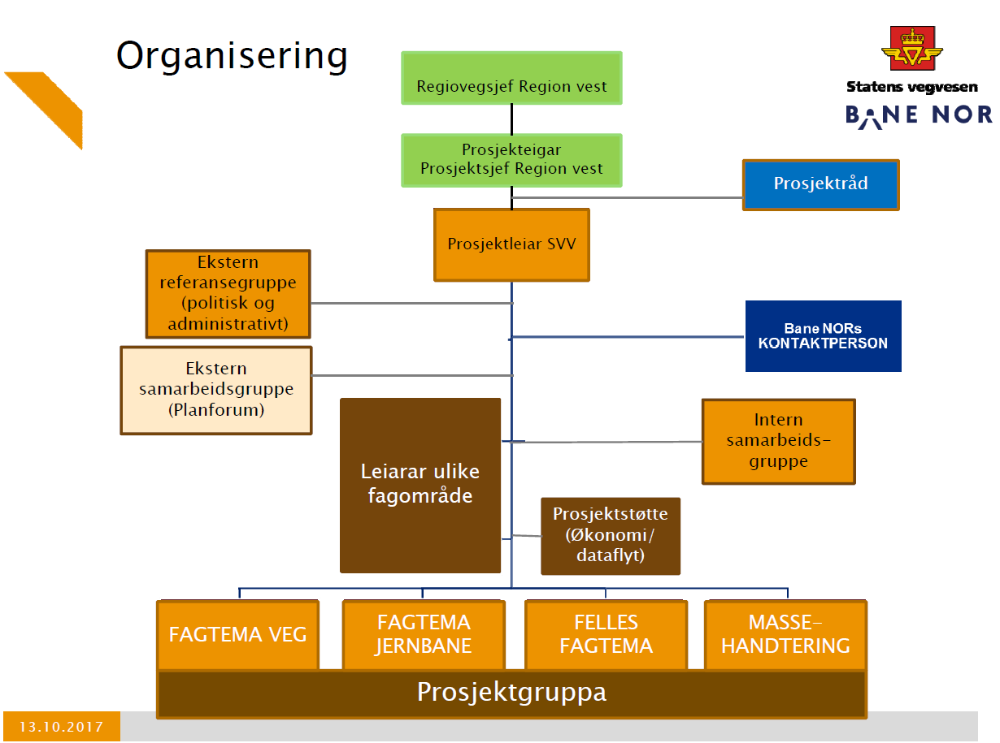 Organisering
Statens vegvesen
BANE NOR
Regiovegsjef Region vest
Prosjekteigar
Prosjektsjef Region vest
Prosjektråd
Prosjektleiar SVV
Ekstern
referansegruppe
(politisk og
administrativt)
Bane NORs
KONTAKTPERSON
Ekstern
samarbeidsgruppe
(Planforum)
Leiarar ulike
fagområde
Intern
samarbeids-
gruppe
Prosjektstøtte
(Økonomi/
dataflyt)
FAGTEMA VEG
FAGTEMA
JERNBANE
FELLES
FAGTEMA
MASSE-
HANDTERING
Prosjektgruppa
13.10.2017